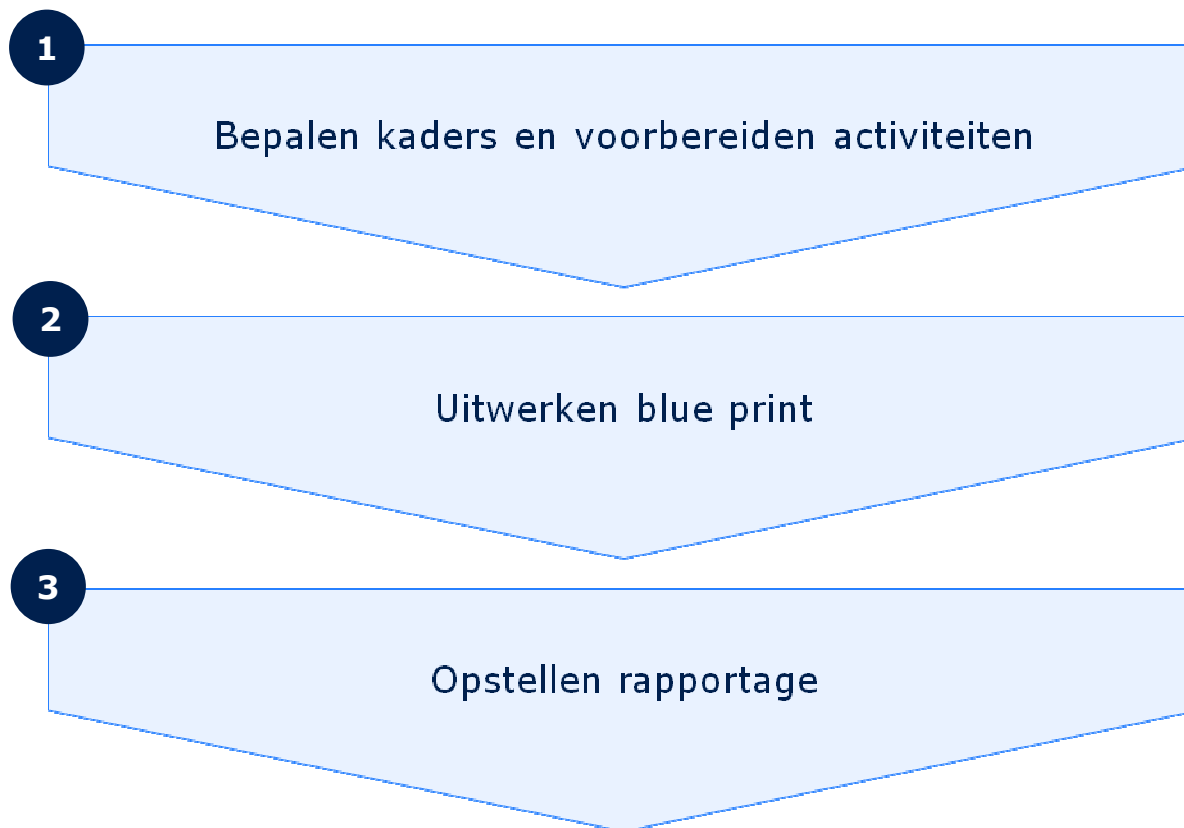 1
Bepalen kaders en voorbereiden activiteiten
2
Uitwerken blue print
3
Opstellen rapportage